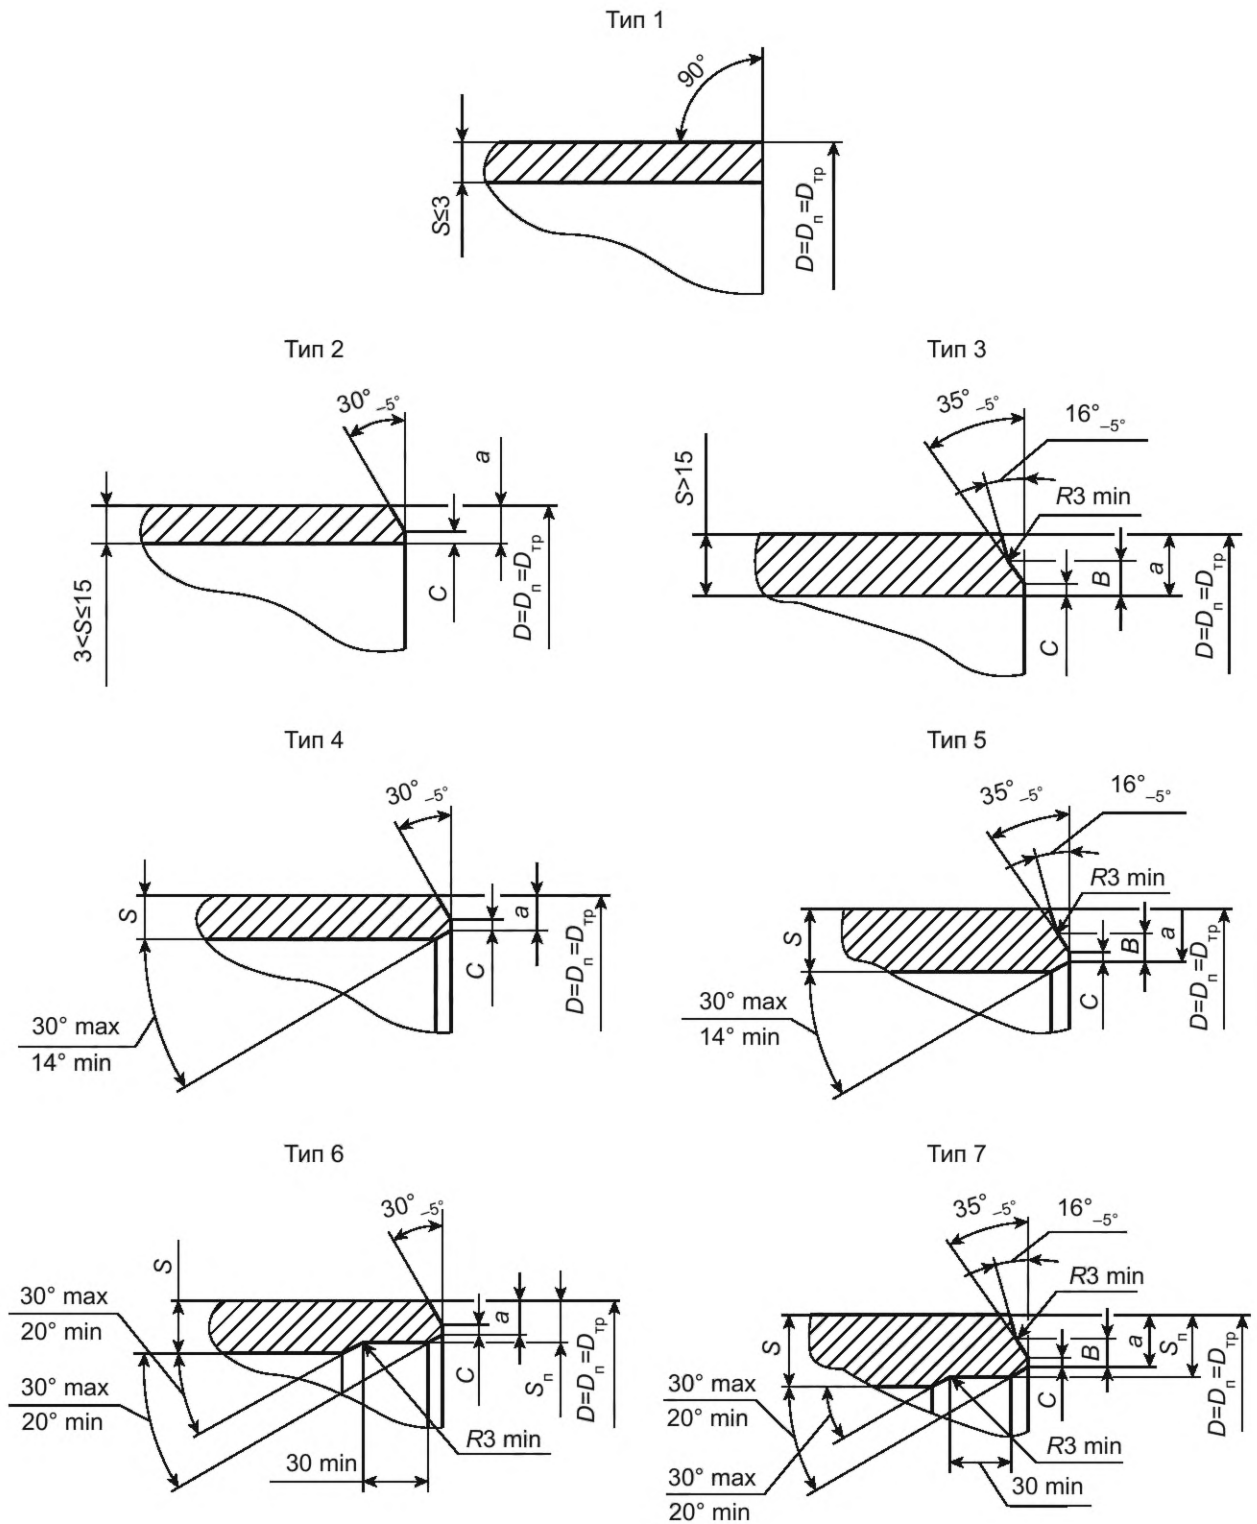 Тип 1
90°
S≤3
D=Dп=Dтр
Тип 2
30° –5°
3<S≤15
C
a
D=Dп=Dтр
Тип 3
35° –5°
16° –5°
R3 min
S>15
C
B
a
D=Dп=Dтр
Тип 4
30° –5°
S
30° max
14° min
C
a
D=Dп=Dтр
Тип 5
35° –5°
16° –5°
R3 min
S
30° max
14° min
C
B
a
D=Dп=Dтр
Тип 6
30° –5°
S
30° max
20° min
30° max
20° min
R3 min
30 min
C
a
Sп
D=Dп=Dтр
Тип 7
35° –5°
16° –5°
R3 min
S
30° max
20° min
30° max
20° min
R3 min
30 min
C
B
a
Sп
D=Dп=Dтр